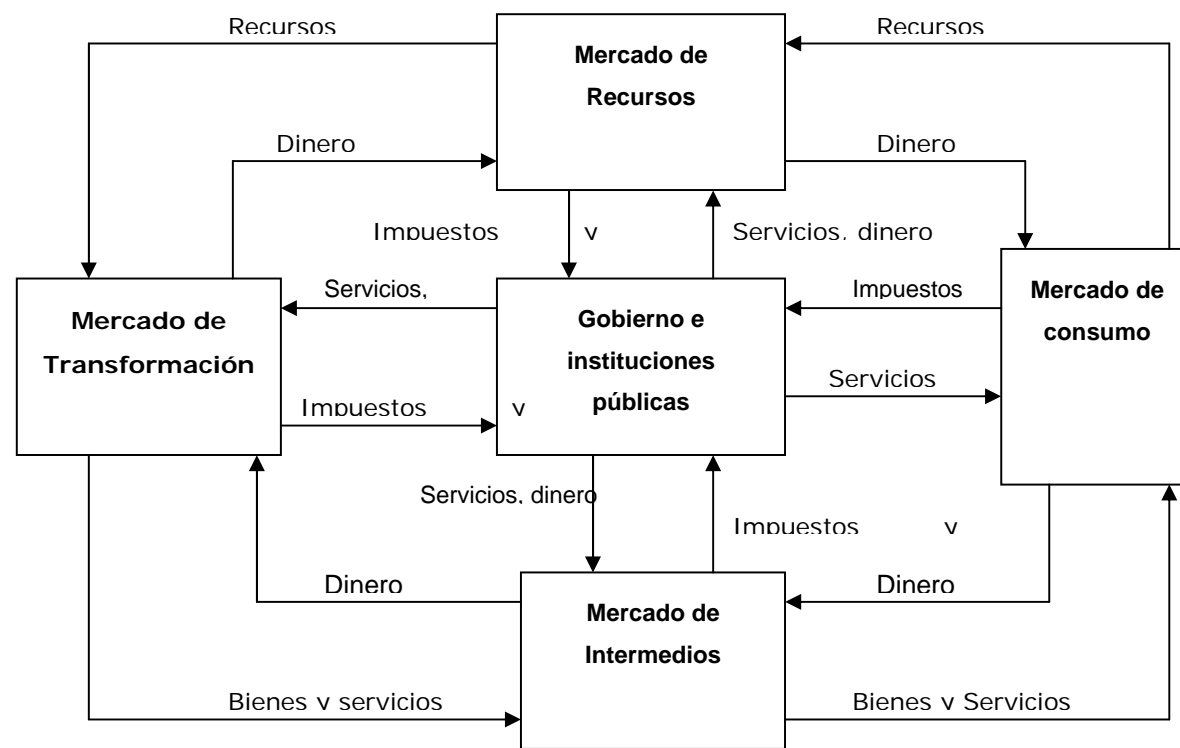 Recursos
Recursos
Mercado de
Recursos
Dinero
Dinero
Impuestos y
Servicios, dinero
Servicios,
Impuestos
Mercado de
Transformación
Gobierno e
instituciones
públicas
Mercado de
consumo
Servicios
Impuestos y
Servicios, dinero
Impuestos y
Dinero
Dinero
Mercado de
Intermedios
Bienes y servicios
Bienes y Servicios